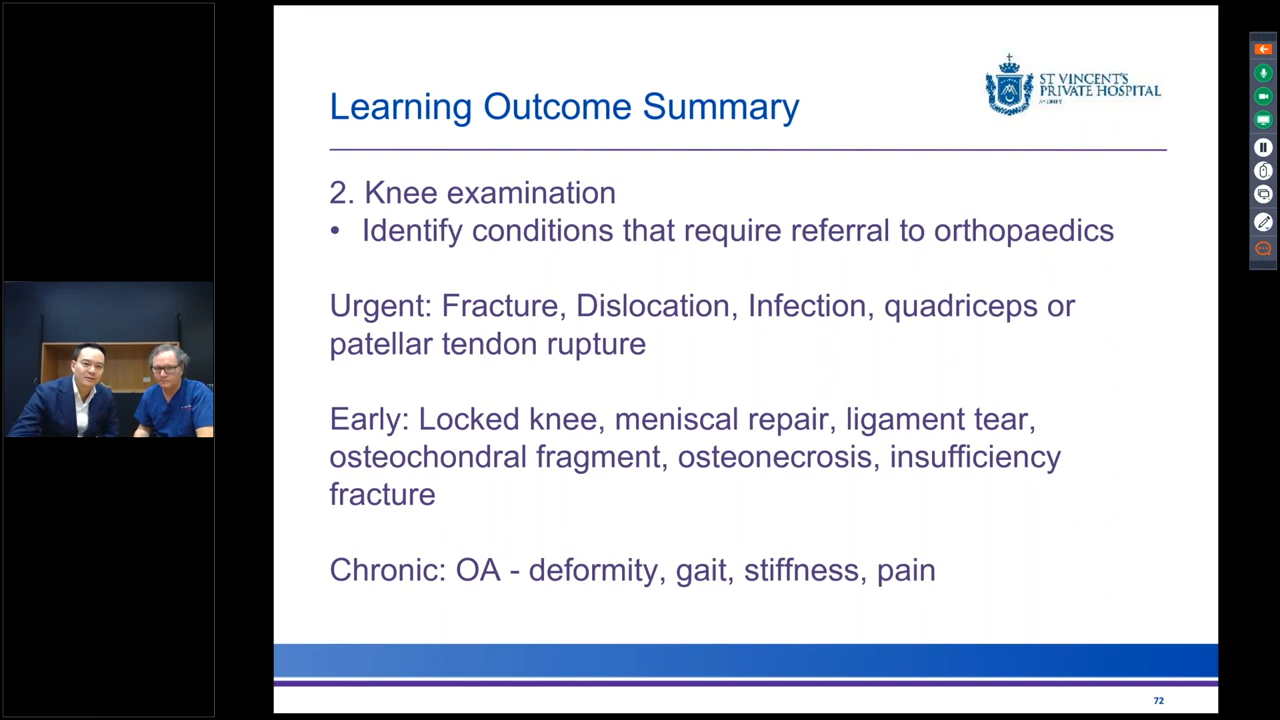 Learning Outcome Summary
ST VINCENT'S
PRIVATE HOSPITAL
SYDNEY
2. Knee examination
• Identify conditions that require referral to orthopaedics
Urgent: Fracture, Dislocation, Infection, quadriceps or
patellar tendon rupture
Early: Locked knee, meniscal repair, ligament tear,
osteochondral fragment, osteonecrosis, insufficiency
fracture
Chronic: OA - deformity, gait, stiffness, pain
72